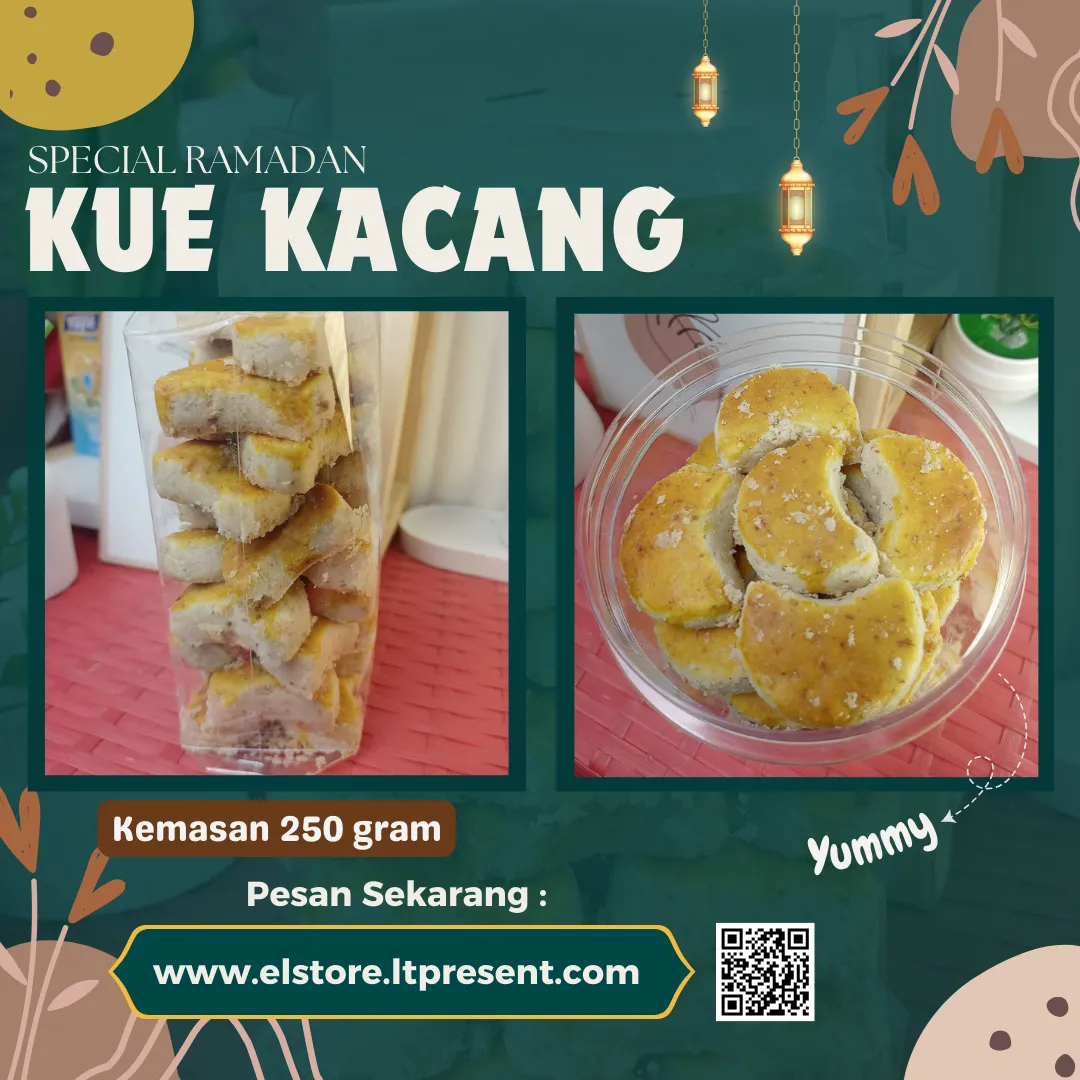 SPECIAL RAMADAN
KUE KACANG
Kemasan 250 gram
Yummy
Pesan Sekarang :
www.elstore.ltpresent.com